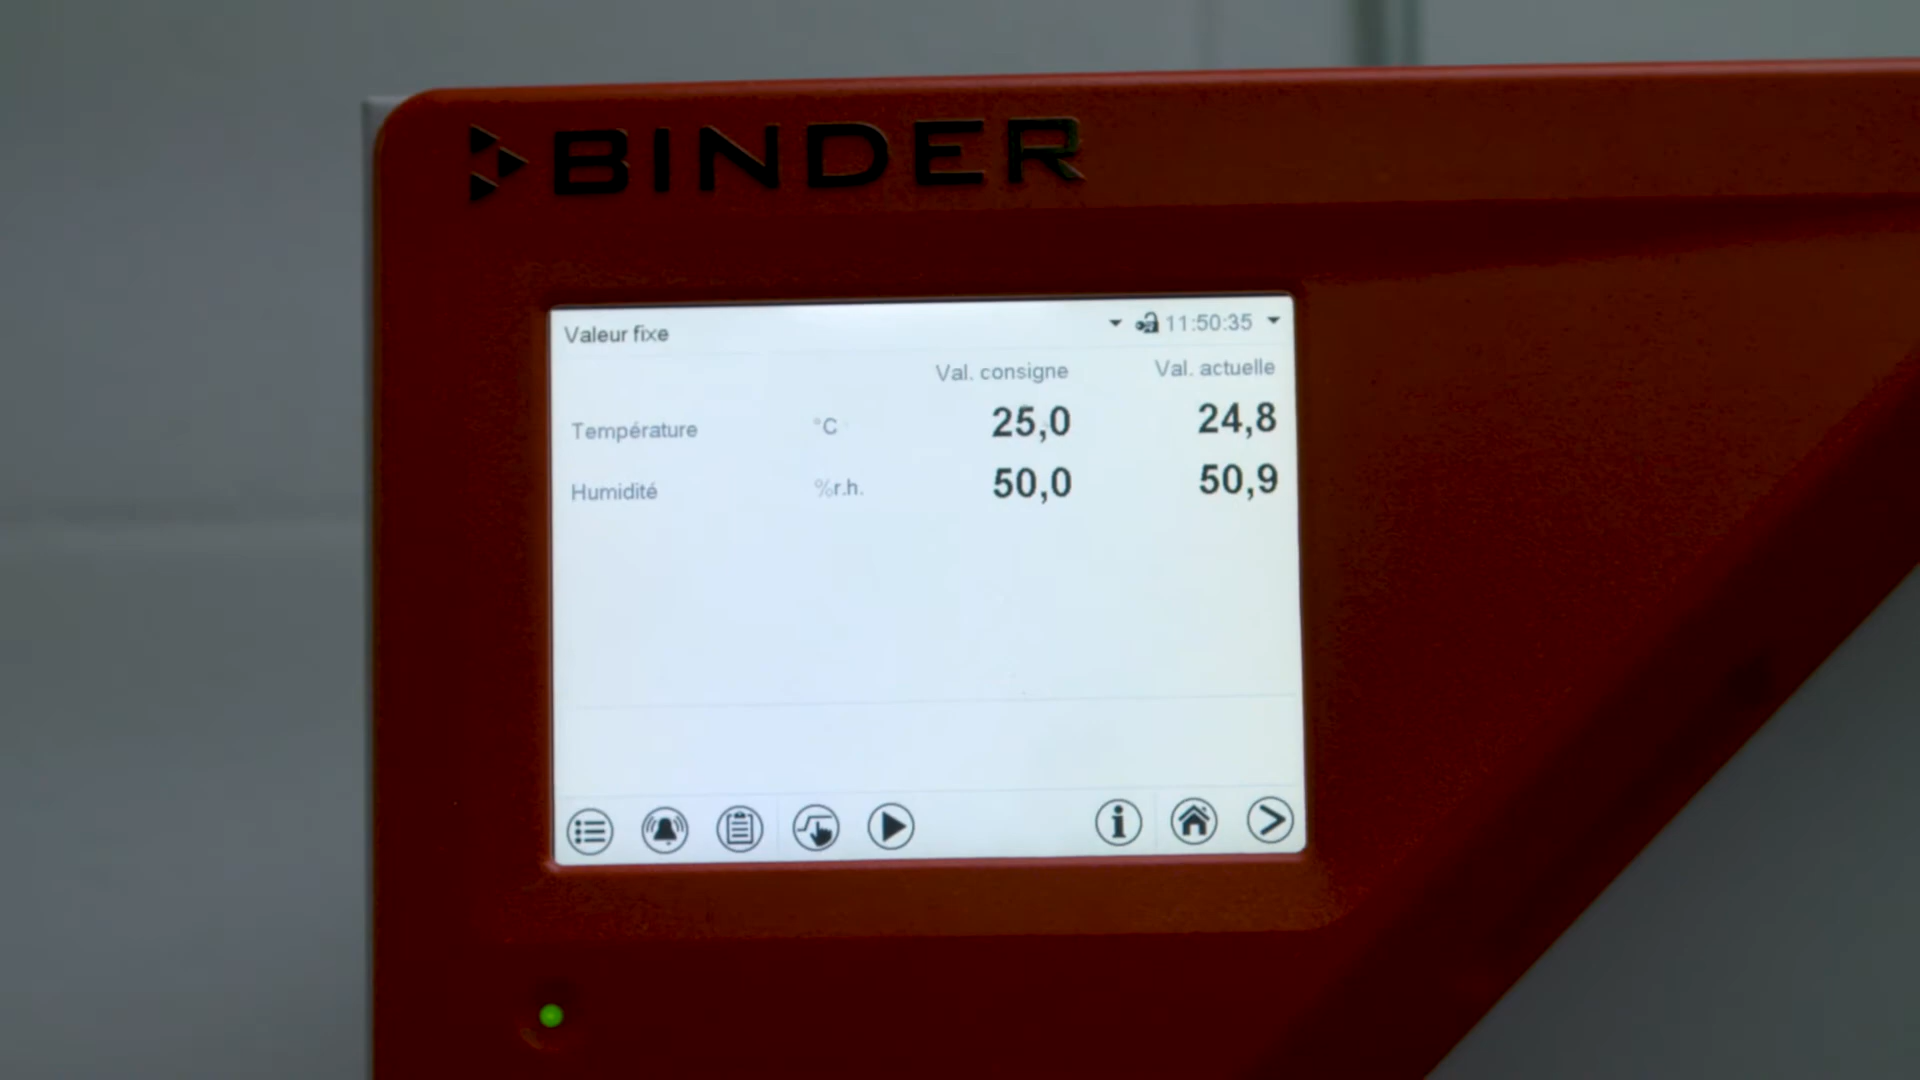 BINDER
Valeur fixe 11:50:35
Val. consigne Val. actuelle
Température °C 25,0 24,8
Humidité %r.h. 50,0 50,9